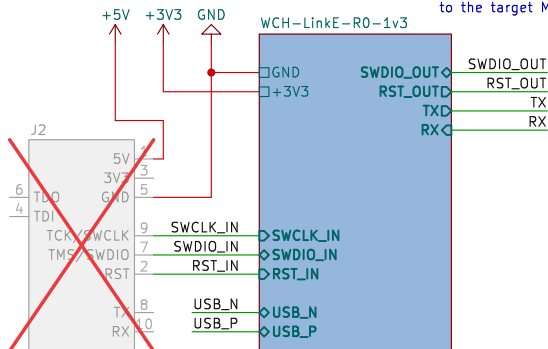 to the target M
+5V +3V3 GND
WCH-LinkE-R0-1v3
GND SWDIO_OUT SWDIO_OUT
+3V3 RST_OUT RST_OUT
TX TX
RX RX
J2
5V 1
3V3 3
6 TDO GND 5
4 TDI
TCK/SWCLK 9 SWCLK_IN SWCLK_IN
TMS/SWDIO 7 SWDIO_IN SWDIO_IN
RST 2 RST_IN RST_IN
TX 8 USB_N USB_N
RX 10 USB_P USB_P